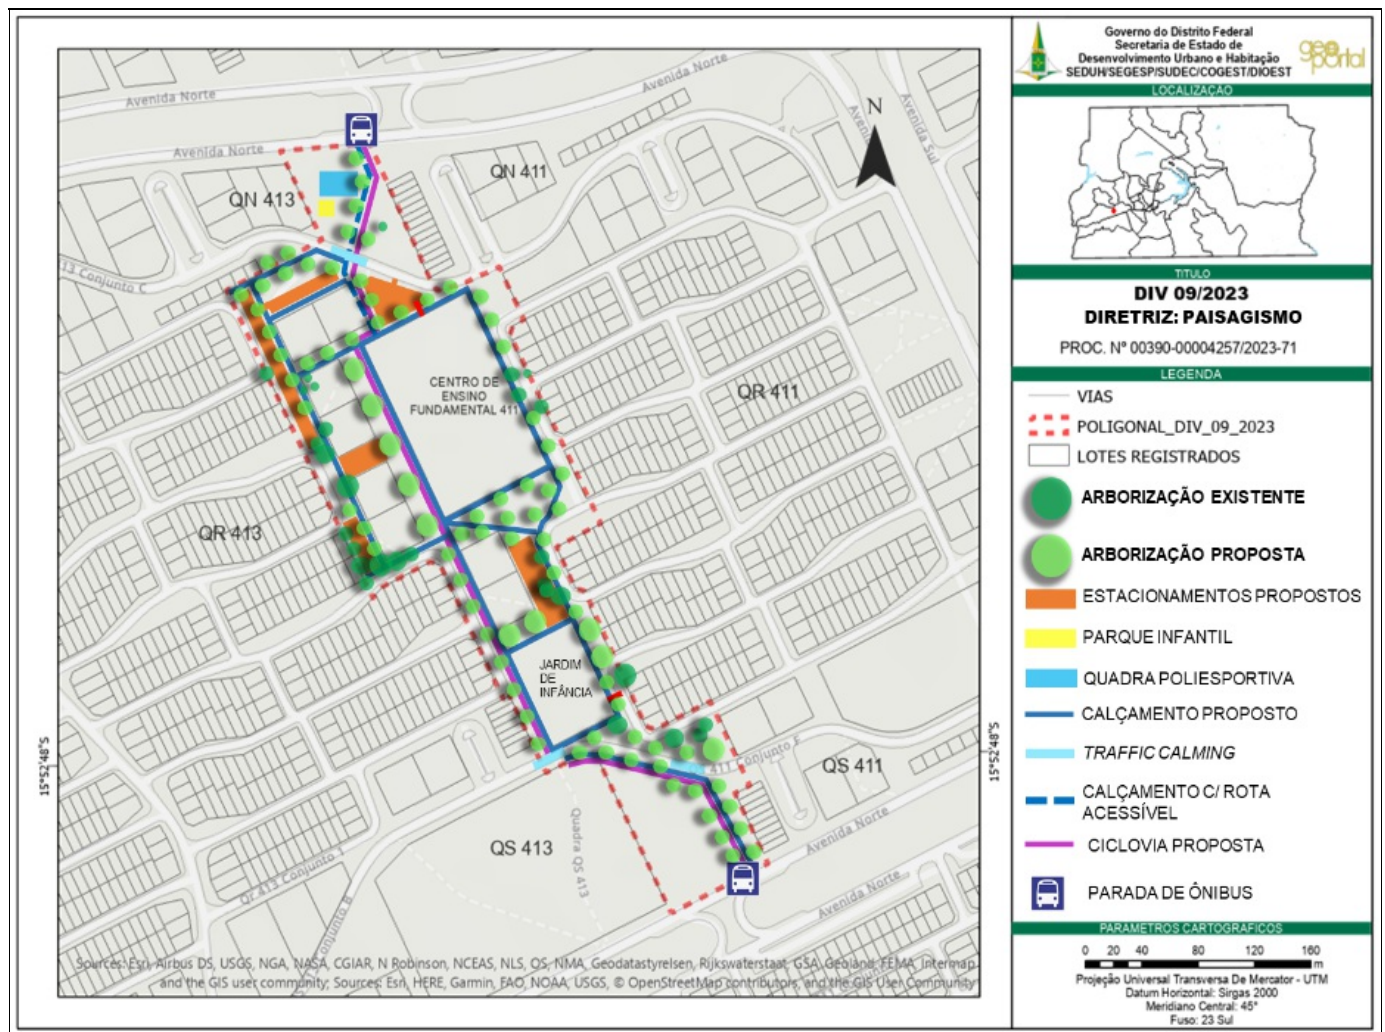 Avenida Norte
Avenida Norte
Avenida Norte
Avenida Sul
N
QN 411
QN 413
13 Conjunto C
CENTRO DE
ENSINO
FUNDAMENTAL 411
QR 411
QR 413
JARDIM
DE
INFÂNCIA
411 Conjunto F
QS 411
QS 413
Quadra QS 413
Avenida Norte
Avenida Norte
Qr 413 Conjunto 1
Conjunto B
15°52'48"S
15°52'48"S
Sources: Esri, Airbus DS, USGS, NGA, NASA, CGIAR, N Robinson, NCEAS, NLS, OS, NMA, Geodatastyrelsen, Rijkswaterstaat, GSA, Geoland, FEMA, Intermap
and the GIS user community; Sources: Esri, HERE, Garmin, FAO, NOAA, USGS, © OpenStreetMap contributors, and the GIS User Community
Governo do Distrito Federal
Secretaria de Estado de
Desenvolvimento Urbano e Habitação
SEDUH/SEGESP/SUDEC/COGEST/DIOEST
geoportal
LOCALIZAÇÃO
TITULO
DIV 09/2023
DIRETRIZ: PAISAGISMO
PROC. Nº 00390-00004257/2023-71
LEGENDA
VIAS
POLIGONAL_DIV_09_2023
LOTES REGISTRADOS
ARBORIZAÇÃO EXISTENTE
ARBORIZAÇÃO PROPOSTA
ESTACIONAMENTOS PROPOSTOS
PARQUE INFANTIL
QUADRA POLIESPORTIVA
CALÇAMENTO PROPOSTO
TRAFFIC CALMING
CALÇAMENTO C/ ROTA
ACESSÍVEL
CICLOVIA PROPOSTA
PARADA DE ÔNIBUS
PARAMETROS CARTOGRAFICOS
0 20 40 80 120 160
m
Projeção Universal Transversa De Mercator - UTM
Datum Horizontal: Sirgas 2000
Meridiano Central: 45°
Fuso: 23 Sul